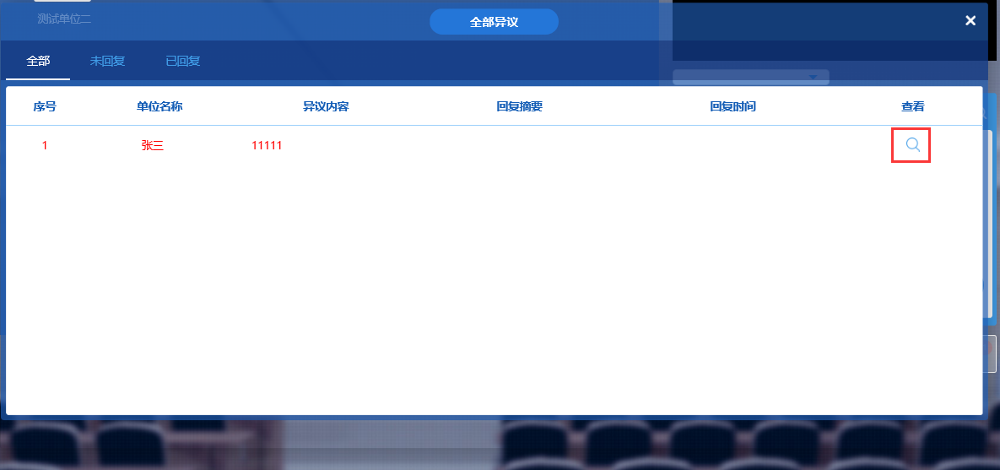 测试单位二
全部异议
全部 未回复 已回复
序号 单位名称 异议内容 回复摘要 回复时间 查看
1 张三 11111